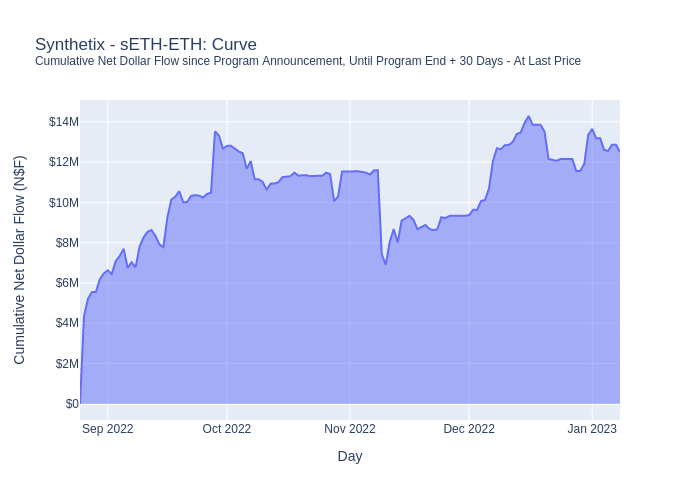 Synthetix - sETH-ETH: Curve
Cumulative Net Dollar Flow since Program Announcement, Until Program End + 30 Days - At Last Price
Cumulative Net Dollar Flow (N$F)
$14M
$12M
$10M
$8M
$6M
$4M
$2M
$0
Sep 2022
Oct 2022
Nov 2022
Dec 2022
Jan 2023
Day